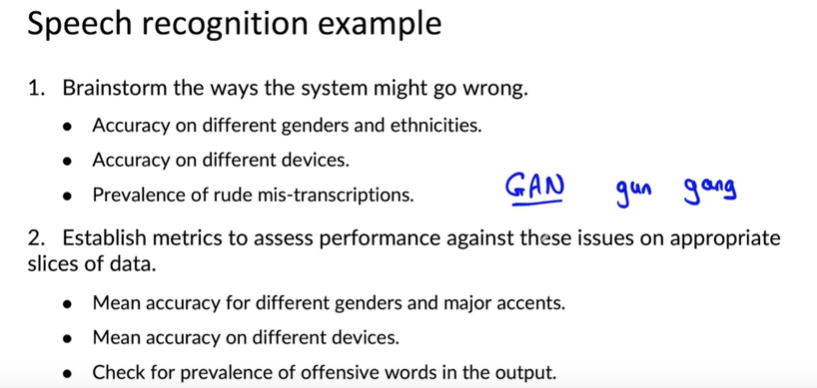 Speech recognition example
1. Brainstorm the ways the system might go wrong.
• Accuracy on different genders and ethnicities.
• Accuracy on different devices.
• Prevalence of rude mis-transcriptions. GAN gun gang
2. Establish metrics to assess performance against these issues on appropriate
slices of data.
• Mean accuracy for different genders and major accents.
• Mean accuracy on different devices.
• Check for prevalence of offensive words in the output.